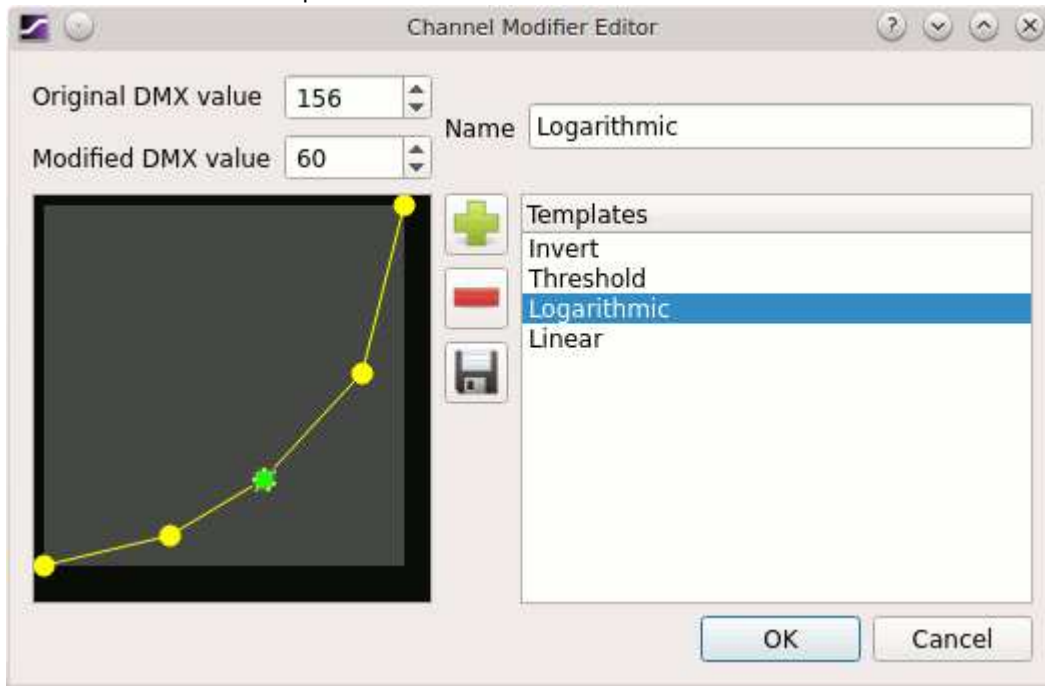 Channel Modifier Editor
Original DMX value 156
Modified DMX value 60
Name Logarithmic
Templates
Invert
Threshold
Logarithmic
Linear
OK Cancel